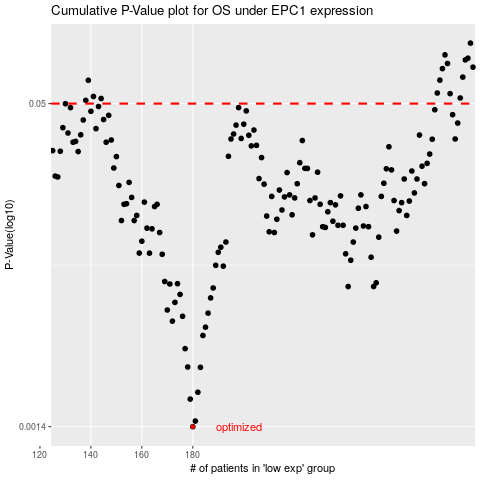 Cumulative P-Value plot for OS under EPC1 expression
P-Value(log10)
0.05
0.0014
optimized
120 140 160 180
# of patients in 'low exp' group